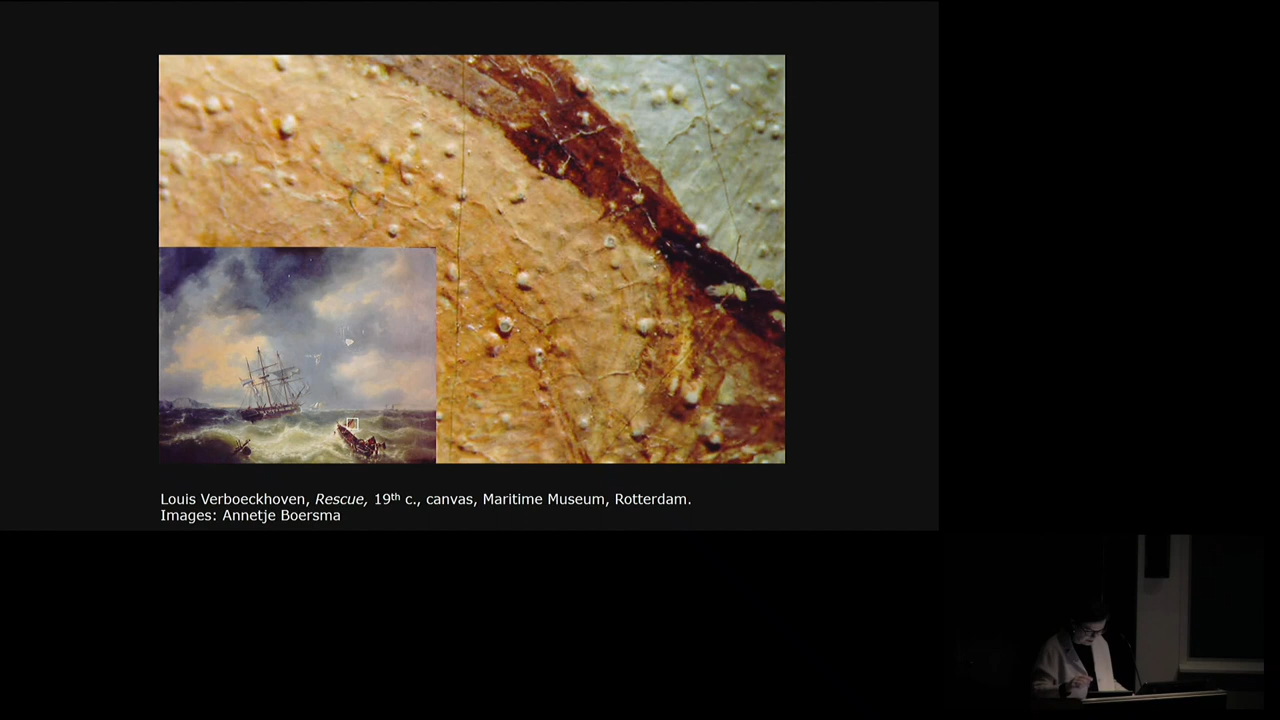 Louis Verboeckhoven, Rescue, 19th c., canvas, Maritime Museum, Rotterdam.
Images: Annetje Boersma